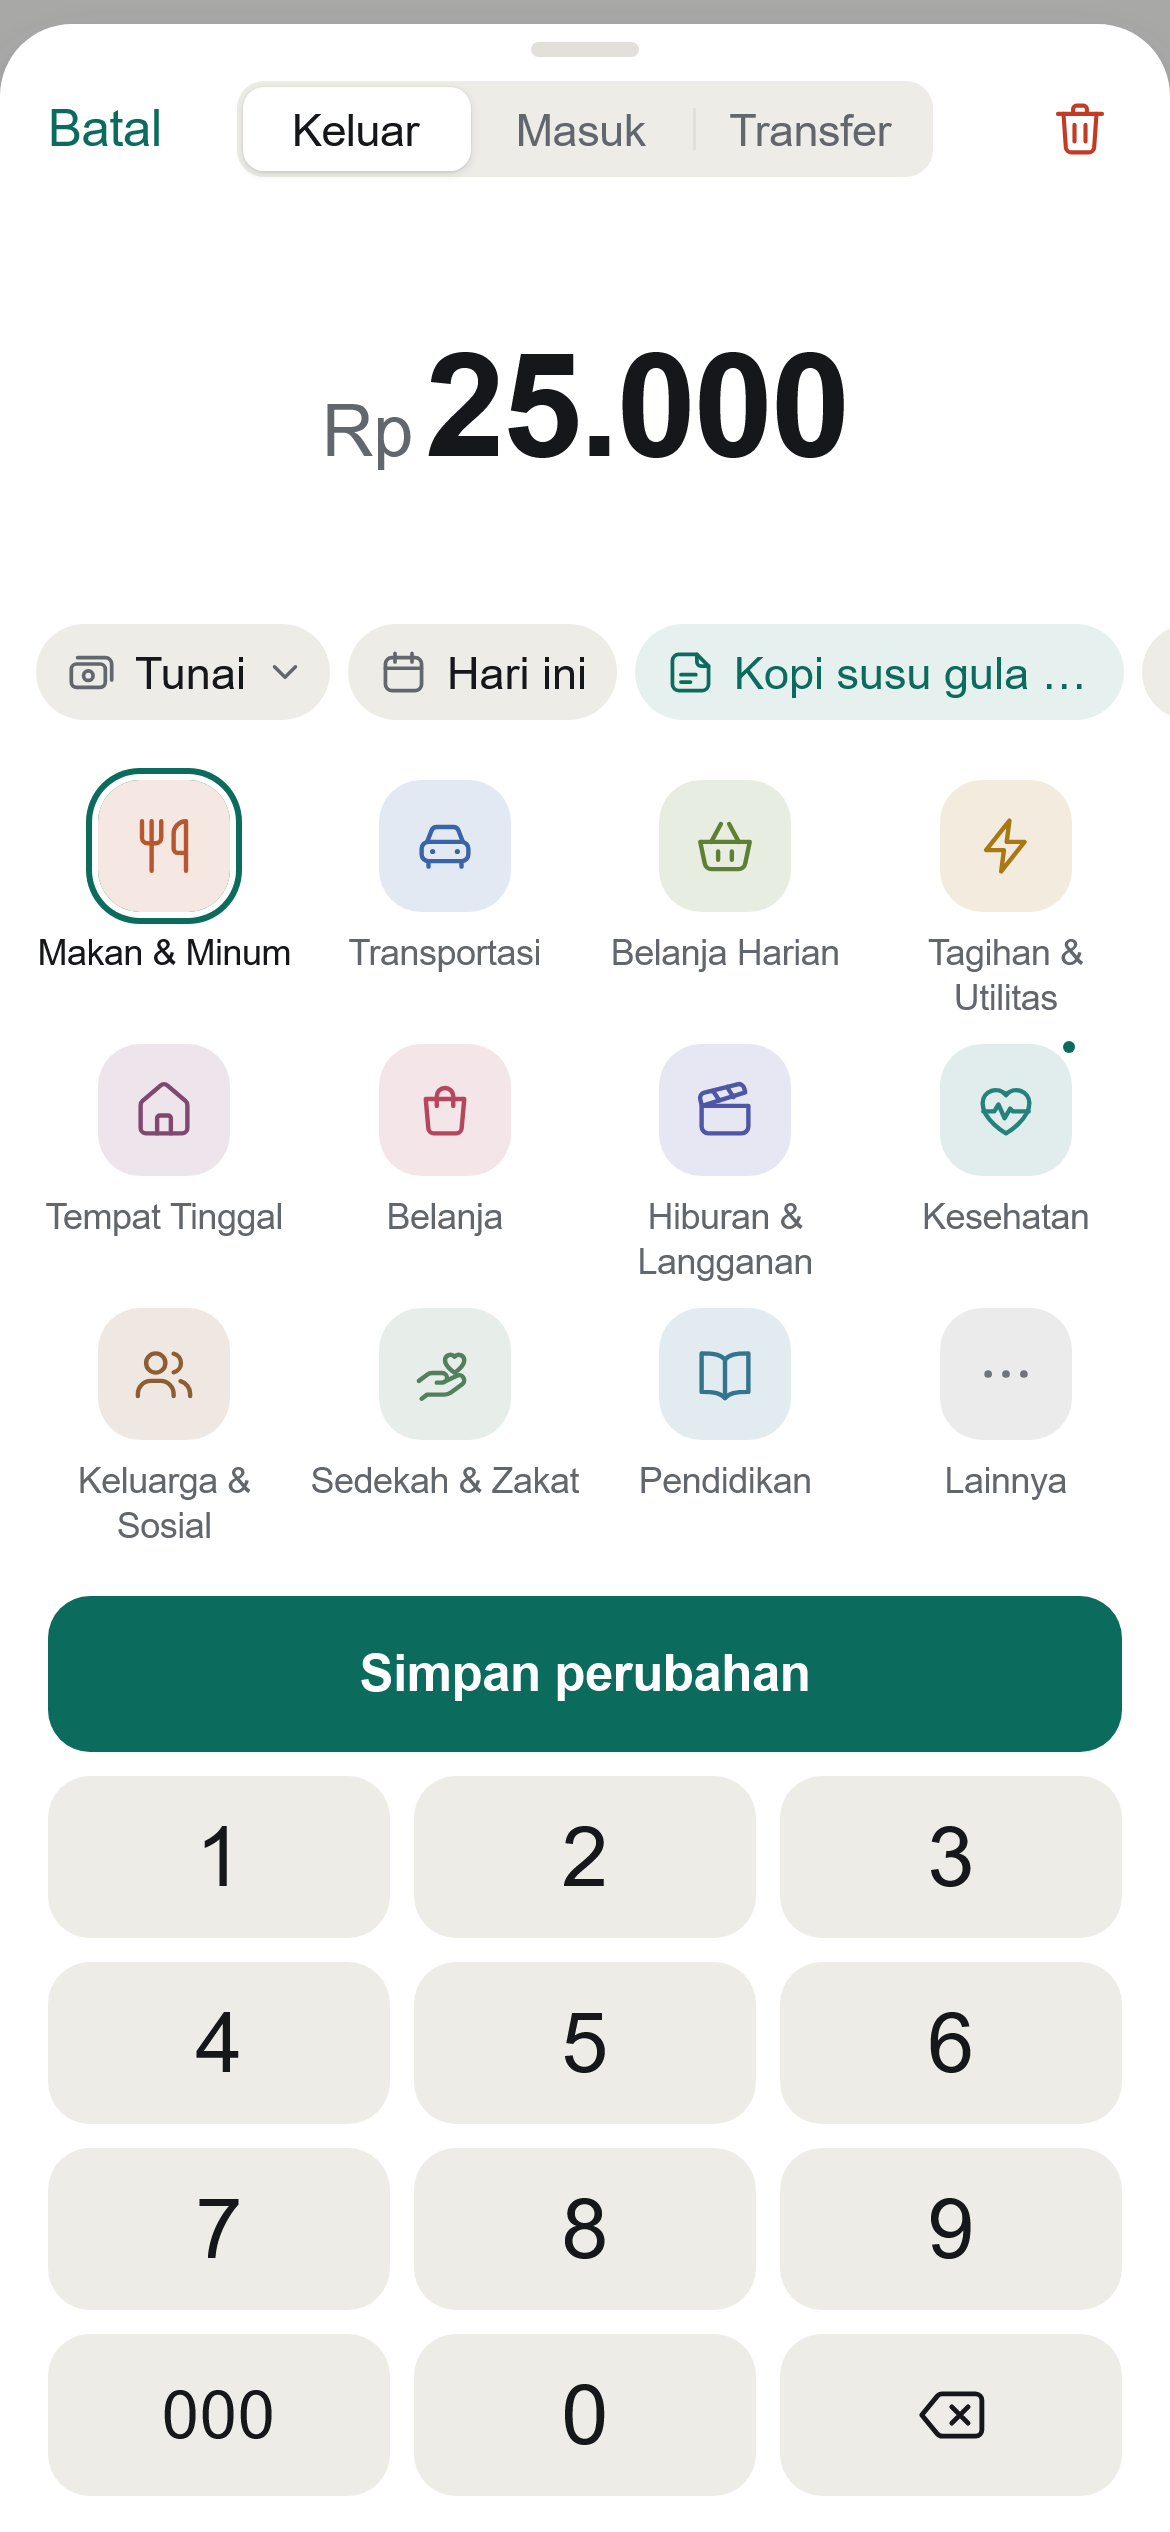 Batal
Keluar
Masuk
Transfer
Rp 25.000
Tunai
Hari ini
Kopi susu gula ...
Makan & Minum
Transportasi
Belanja Harian
Tagihan &
Utilitas
Tempat Tinggal
Belanja
Hiburan &
Langganan
Kesehatan
Keluarga &
Sosial
Sedekah & Zakat
Pendidikan
Lainnya
Simpan perubahan
1
2
3
4
5
6
7
8
9
000
0